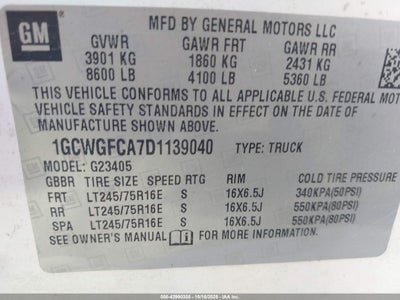 GM
MFD BY GENERAL MOTORS LLC
GVWR GAWR FRT GAWR RR
3901 KG 1860 KG 2431 KG
8600 LB 4100 LB 5360 LB
THIS VEHICLE CONFORMS TO ALL APPLICABLE U.S. FEDERAL MOTOR
VEHICLE SAFETY STANDARDS IN EFFECT ON THE DATE OF
MANUFACTURE SHOWN ABOVE.
1GCWGFCA7D1139040 TYPE: TRUCK
MODEL: G23405
GBBR TIRE SIZE SPEED RTG RIM COLD TIRE PRESSURE
FRT LT245/75R16E S 16X6.5J 340KPA(50PSI)
RR LT245/75R16E S 16X6.5J 550KPA(80PSI)
SPA LT245/75R16E S 16X6.5J 550KPA(80PSI)
SEE OWNER'S MANUAL FOR MORE INFORMATION